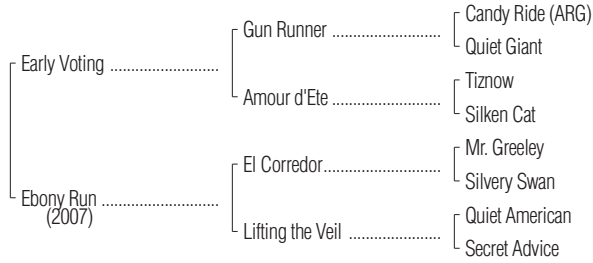 Candy Ride (ARG)
Gun Runner ........................
Quiet Giant
Early Voting ........................
Tiznow
Amour d'Ete ........................
Silken Cat
Mr. Greeley
El Corredor..........................
Silvery Swan
Ebony Run ..........................
(2007)
Quiet American
Lifting the Veil .......................
Secret Advice